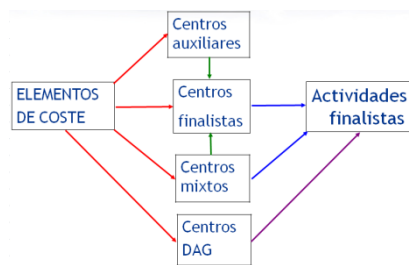 Centros
auxiliares
ELEMENTOS
DE COSTE
Centros
finalistas
Actividades
finalistas
Centros
mixtos
Centros
DAG